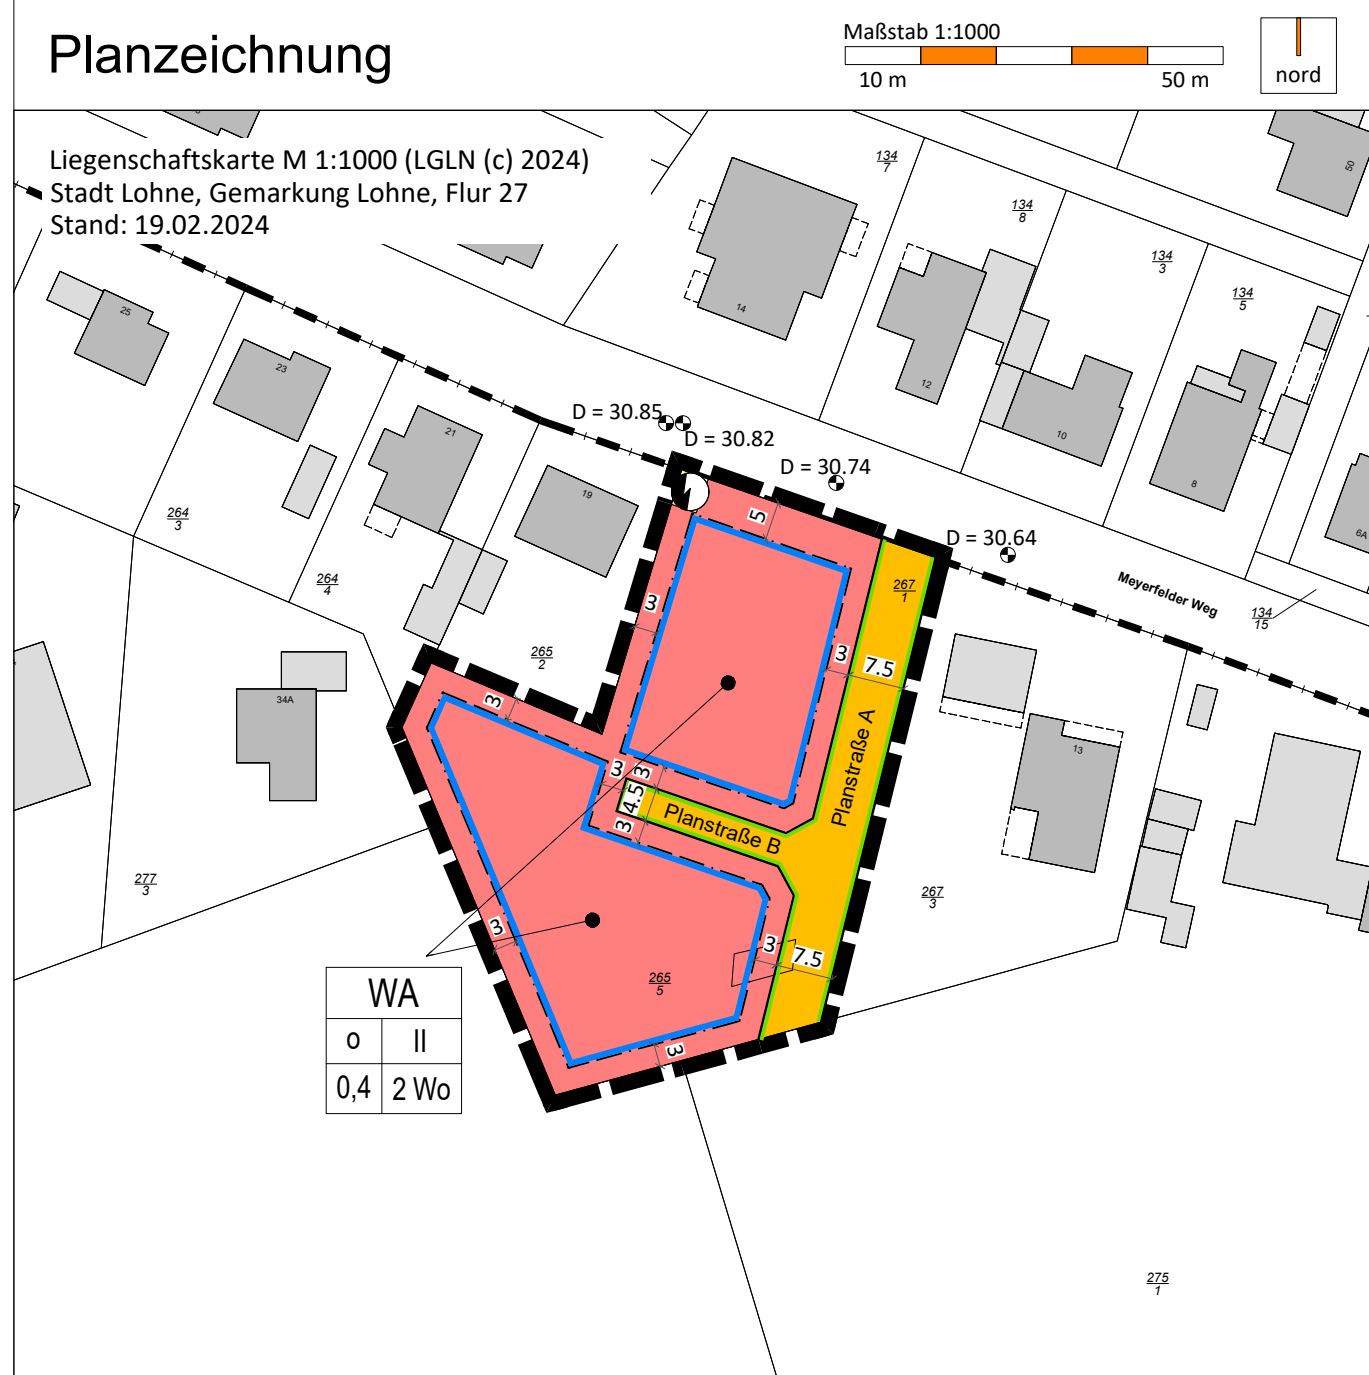 Planzeichnung
Maßstab 1:1000
10 m
50 m
nord
Liegenschaftskarte M 1:1000 (LGLN (c) 2024)
Stadt Lohne, Gemarkung Lohne, Flur 27
Stand: 19.02.2024
134
7
134
8
134
3
134
5
50
14
12
10
8
6A
25
23
21
19
D = 30.85
D = 30.82
D = 30.74
D = 30.64
Meyerfelder Weg
134
15
264
3
264
4
265
2
267
1
5
3
3
7.5
34A
3
3
3
4.5
3
Planstraße A
Planstraße B
13
277
3
267
3
3
3
7.5
265
5
3
WA
o
II
0,4
2 Wo
275
1